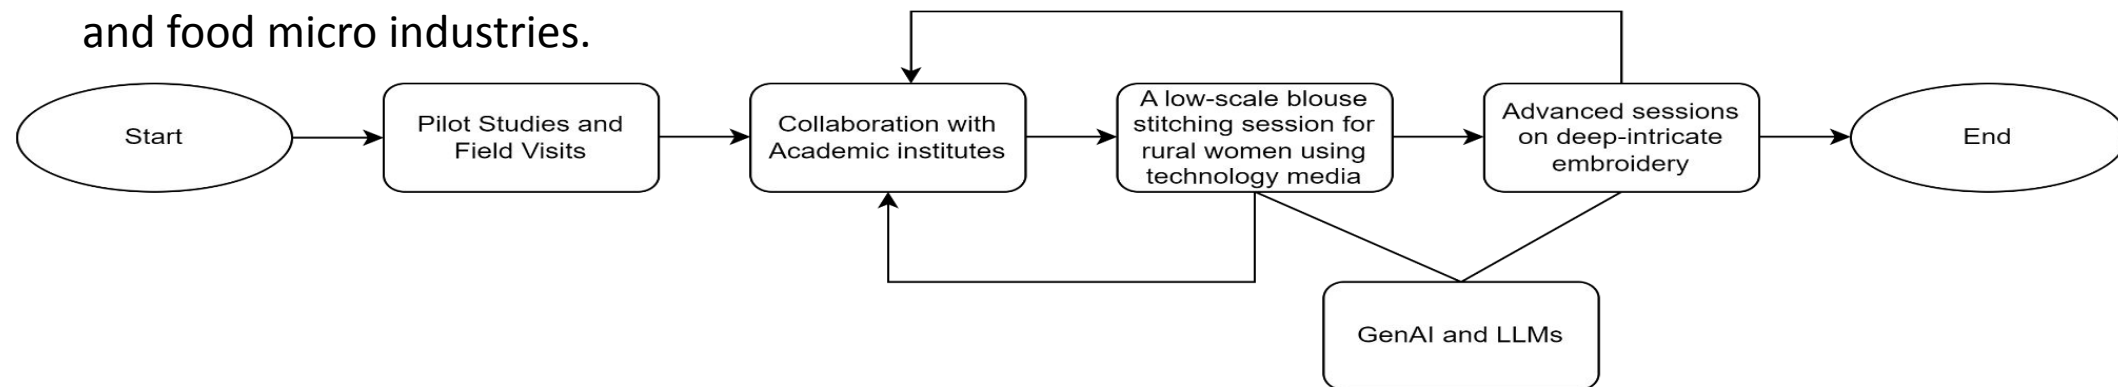 and food micro industries.
Start
Pilot Studies and
Field Visits
Collaboration with
Academic institutes
A low-scale blouse
stitching session for
rural women using
technology media
Advanced sessions
on deep-intricate
embroidery
End
GenAI and LLMs